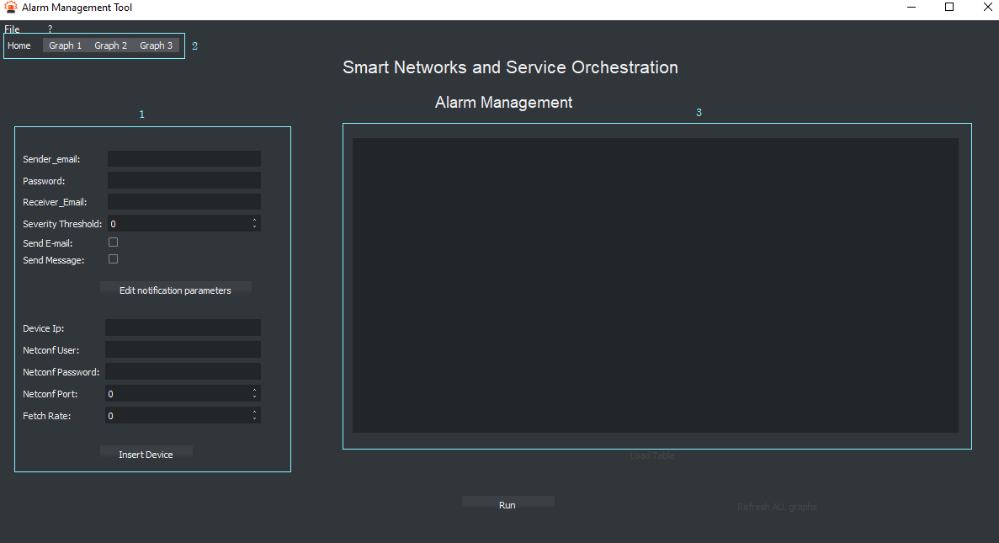 Alarm Management Tool
File ?
Home Graph 1 Graph 2 Graph 3 2
Smart Networks and Service Orchestration
Alarm Management
1
3
Sender_email:
Password:
Receiver_Email:
Severity Threshold: 0
Send E-mail:
Send Message:
Edit notification parameters
Device Ip:
Netconf User:
Netconf Password:
Netconf Port: 0
Fetch Rate: 0
Insert Device
Load Table
Run
Refresh ALL graphs